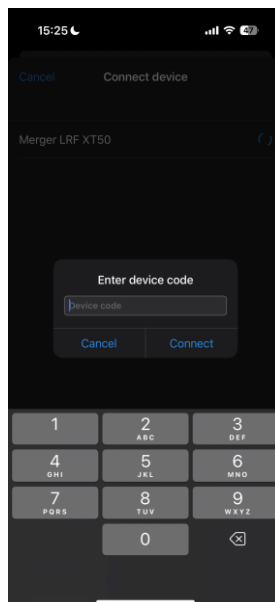 15:25 47
Cancel Connect device
Merger LRF XT50
Enter device code
Device code
Cancel Connect
1 2 3
ABC DEF
4 5 6
GHI JKL MNO
7 8 9
PQRS TUV WXYZ
0